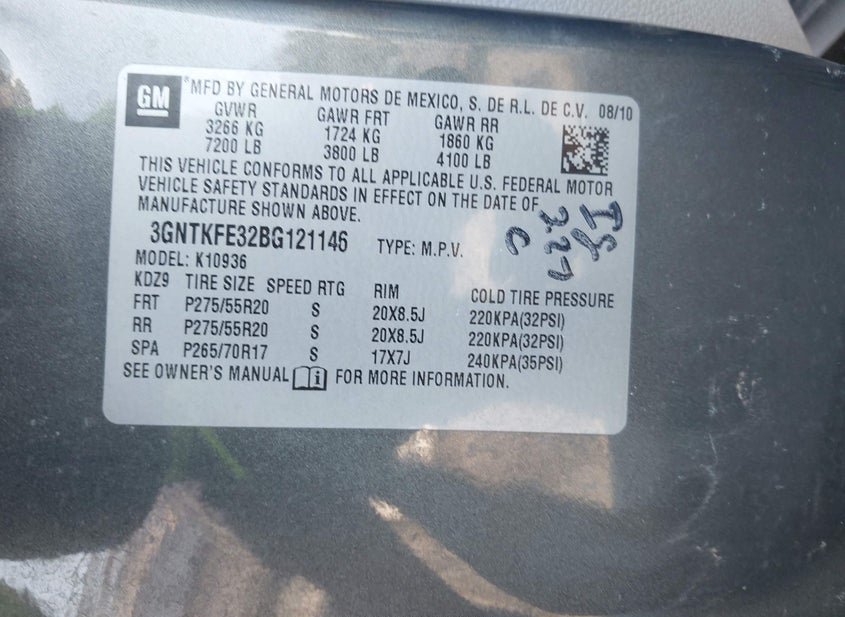 GM
MFD BY GENERAL MOTORS DE MEXICO, S. DE R.L. DE C.V. 08/10
GVWR GAWR FRT GAWR RR
3266 KG 1724 KG 1860 KG
7200 LB 3800 LB 4100 LB
THIS VEHICLE CONFORMS TO ALL APPLICABLE U.S. FEDERAL MOTOR
VEHICLE SAFETY STANDARDS IN EFFECT ON THE DATE OF
MANUFACTURE SHOWN ABOVE.
3GNTKFE32BG121146 TYPE: M.P.V.
MODEL: K10936
KDZ9 TIRE SIZE SPEED RTG RIM COLD TIRE PRESSURE
FRT P275/55R20 S 20X8.5J 220KPA(32PSI)
RR P275/55R20 S 20X8.5J 220KPA(32PSI)
SPA P265/70R17 S 17X7J 240KPA(35PSI)
SEE OWNER'S MANUAL i FOR MORE INFORMATION.